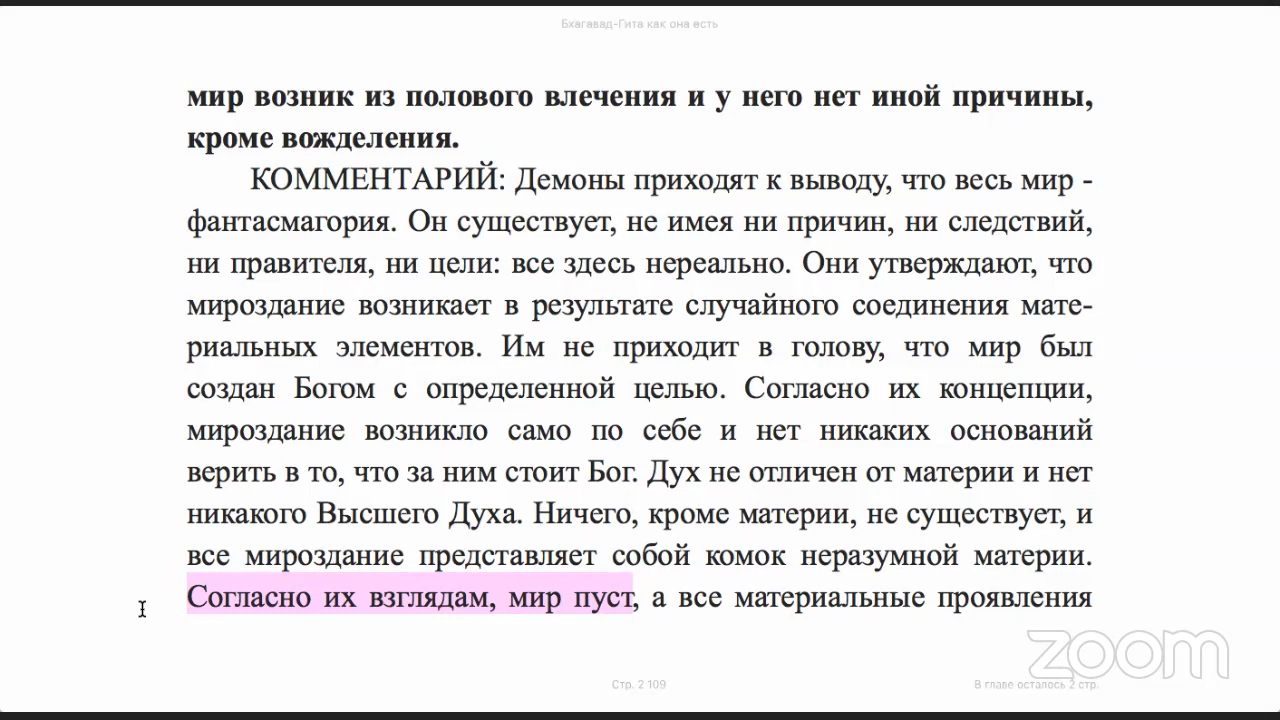 Бхагавад-Гита как она есть
мир возник из полового влечения и у него нет иной причины,
кроме вожделения.
КОММЕНТАРИЙ: Демоны приходят к выводу, что весь мир -
фантасмагория. Он существует, не имея ни причин, ни следствий,
ни правителя, ни цели: все здесь нереально. Они утверждают, что
мироздание возникает в результате случайного соединения мате-
риальных элементов. Им не приходит в голову, что мир был
создан Богом с определенной целью. Согласно их концепции,
мироздание возникло само по себе и нет никаких оснований
верить в то, что за ним стоит Бог. Дух не отличен от материи и нет
никакого Высшего Духа. Ничего, кроме материи, не существует, и
все мироздание представляет собой комок неразумной материи.
Согласно их взглядам, мир пуст, а все материальные проявления
zoom
Стр. 2 109
В главе осталось 2 стр.